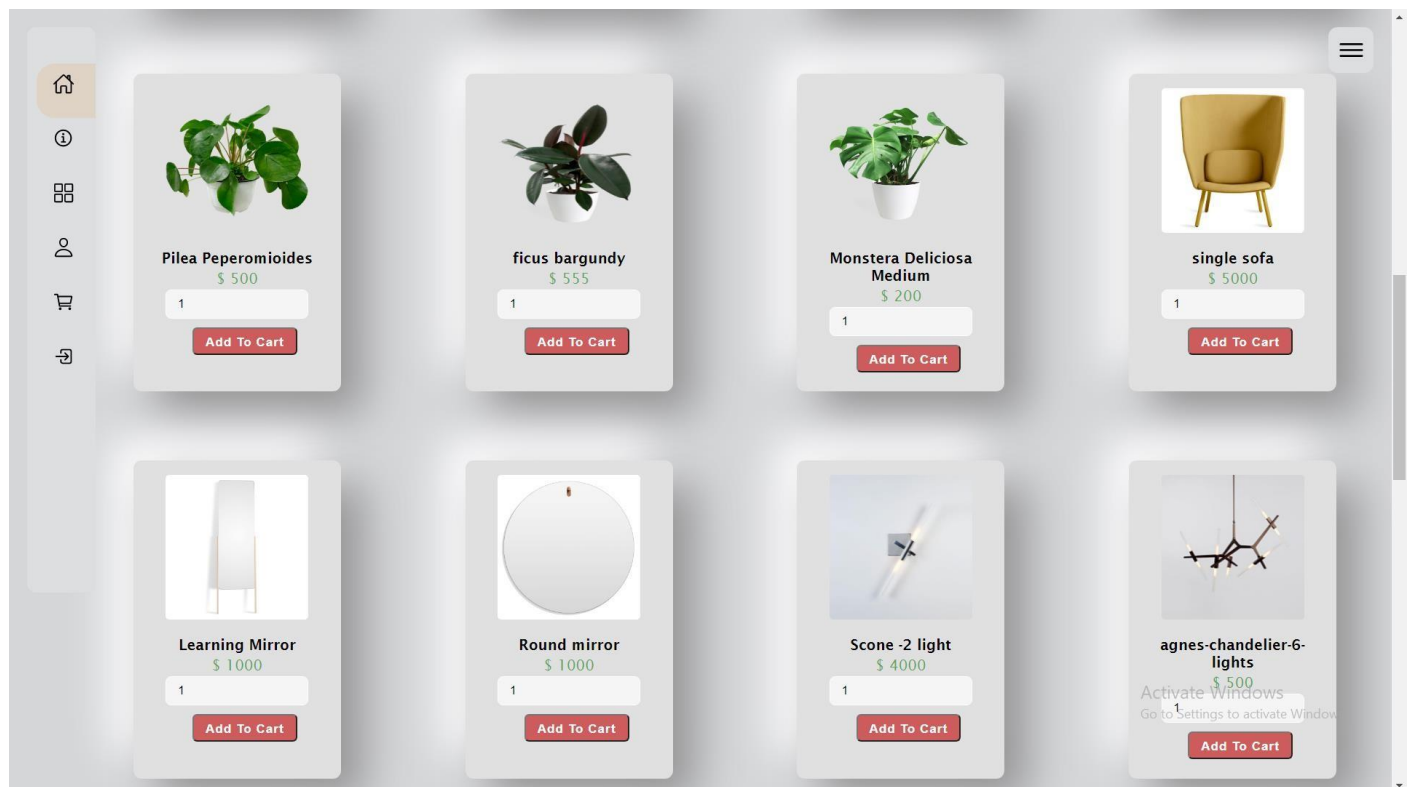 Pilea Peperomioides
$ 500
1
Add To Cart
ficus bargundy
$ 555
1
Add To Cart
Monstera Deliciosa
Medium
$ 200
1
Add To Cart
single sofa
$ 5000
1
Add To Cart
Learning Mirror
$ 1000
1
Add To Cart
Round mirror
$ 1000
1
Add To Cart
Scone -2 light
$ 4000
1
Add To Cart
agnes-chandelier-6-
lights
$ 500
1
Add To Cart
Activate Windows
Go to Settings to activate Window